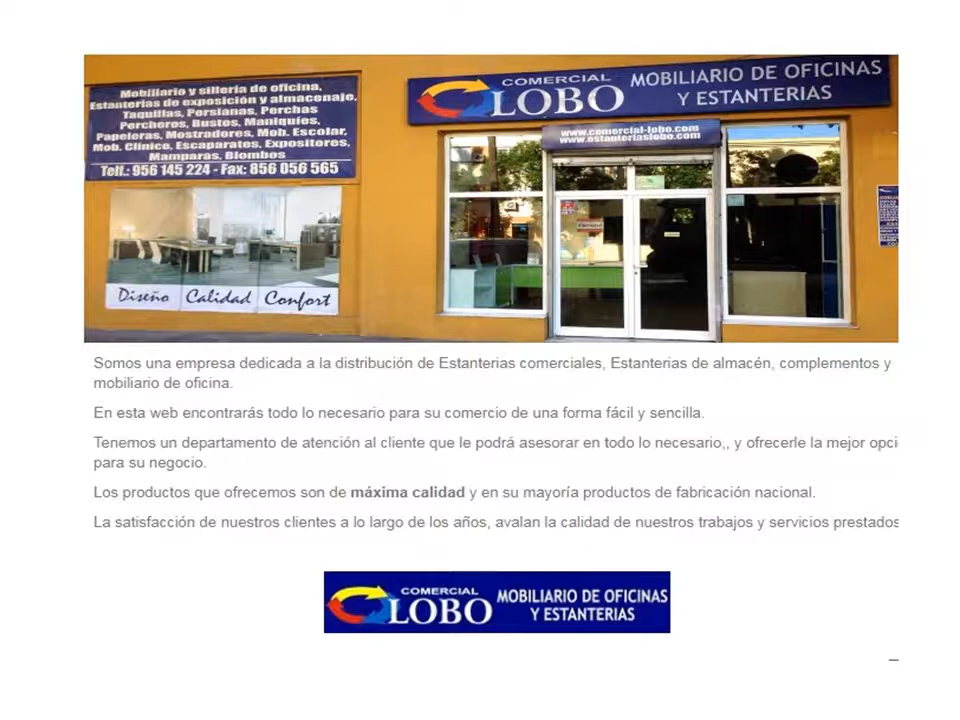 Mobiliario y sillería de oficina,
Estanterias de exposición y almacenaje,
Taquillas, Persianas, Perchas
Percheros, Bustos, Maniquíes,
Papeleras, Mostradores, Mob. Escolar,
Mob. Clínico, Escaparates, Expositores,
Mamparas, Biombos
Telf.: 956 145 224 - Fax: 856 056 565
Diseño Calidad Confort
COMERCIAL
LOBO
MOBILIARIO DE OFICINAS
Y ESTANTERIAS
www.comercial-lobo.com
www.estanteriaslobo.com
Somos una empresa dedicada a la distribución de Estanterias comerciales, Estanterias de almacén, complementos y
mobiliario de oficina.
En esta web encontrarás todo lo necesario para su comercio de una forma fácil y sencilla.
Tenemos un departamento de atención al cliente que le podrá asesorar en todo lo necesario,, y ofrecerle la mejor opci
para su negocio.
Los productos que ofrecemos son de máxima calidad y en su mayoría productos de fabricación nacional.
La satisfacción de nuestros clientes a lo largo de los años, avalan la calidad de nuestros trabajos y servicios prestados
COMERCIAL
LOBO
MOBILIARIO DE OFICINAS
Y ESTANTERIAS